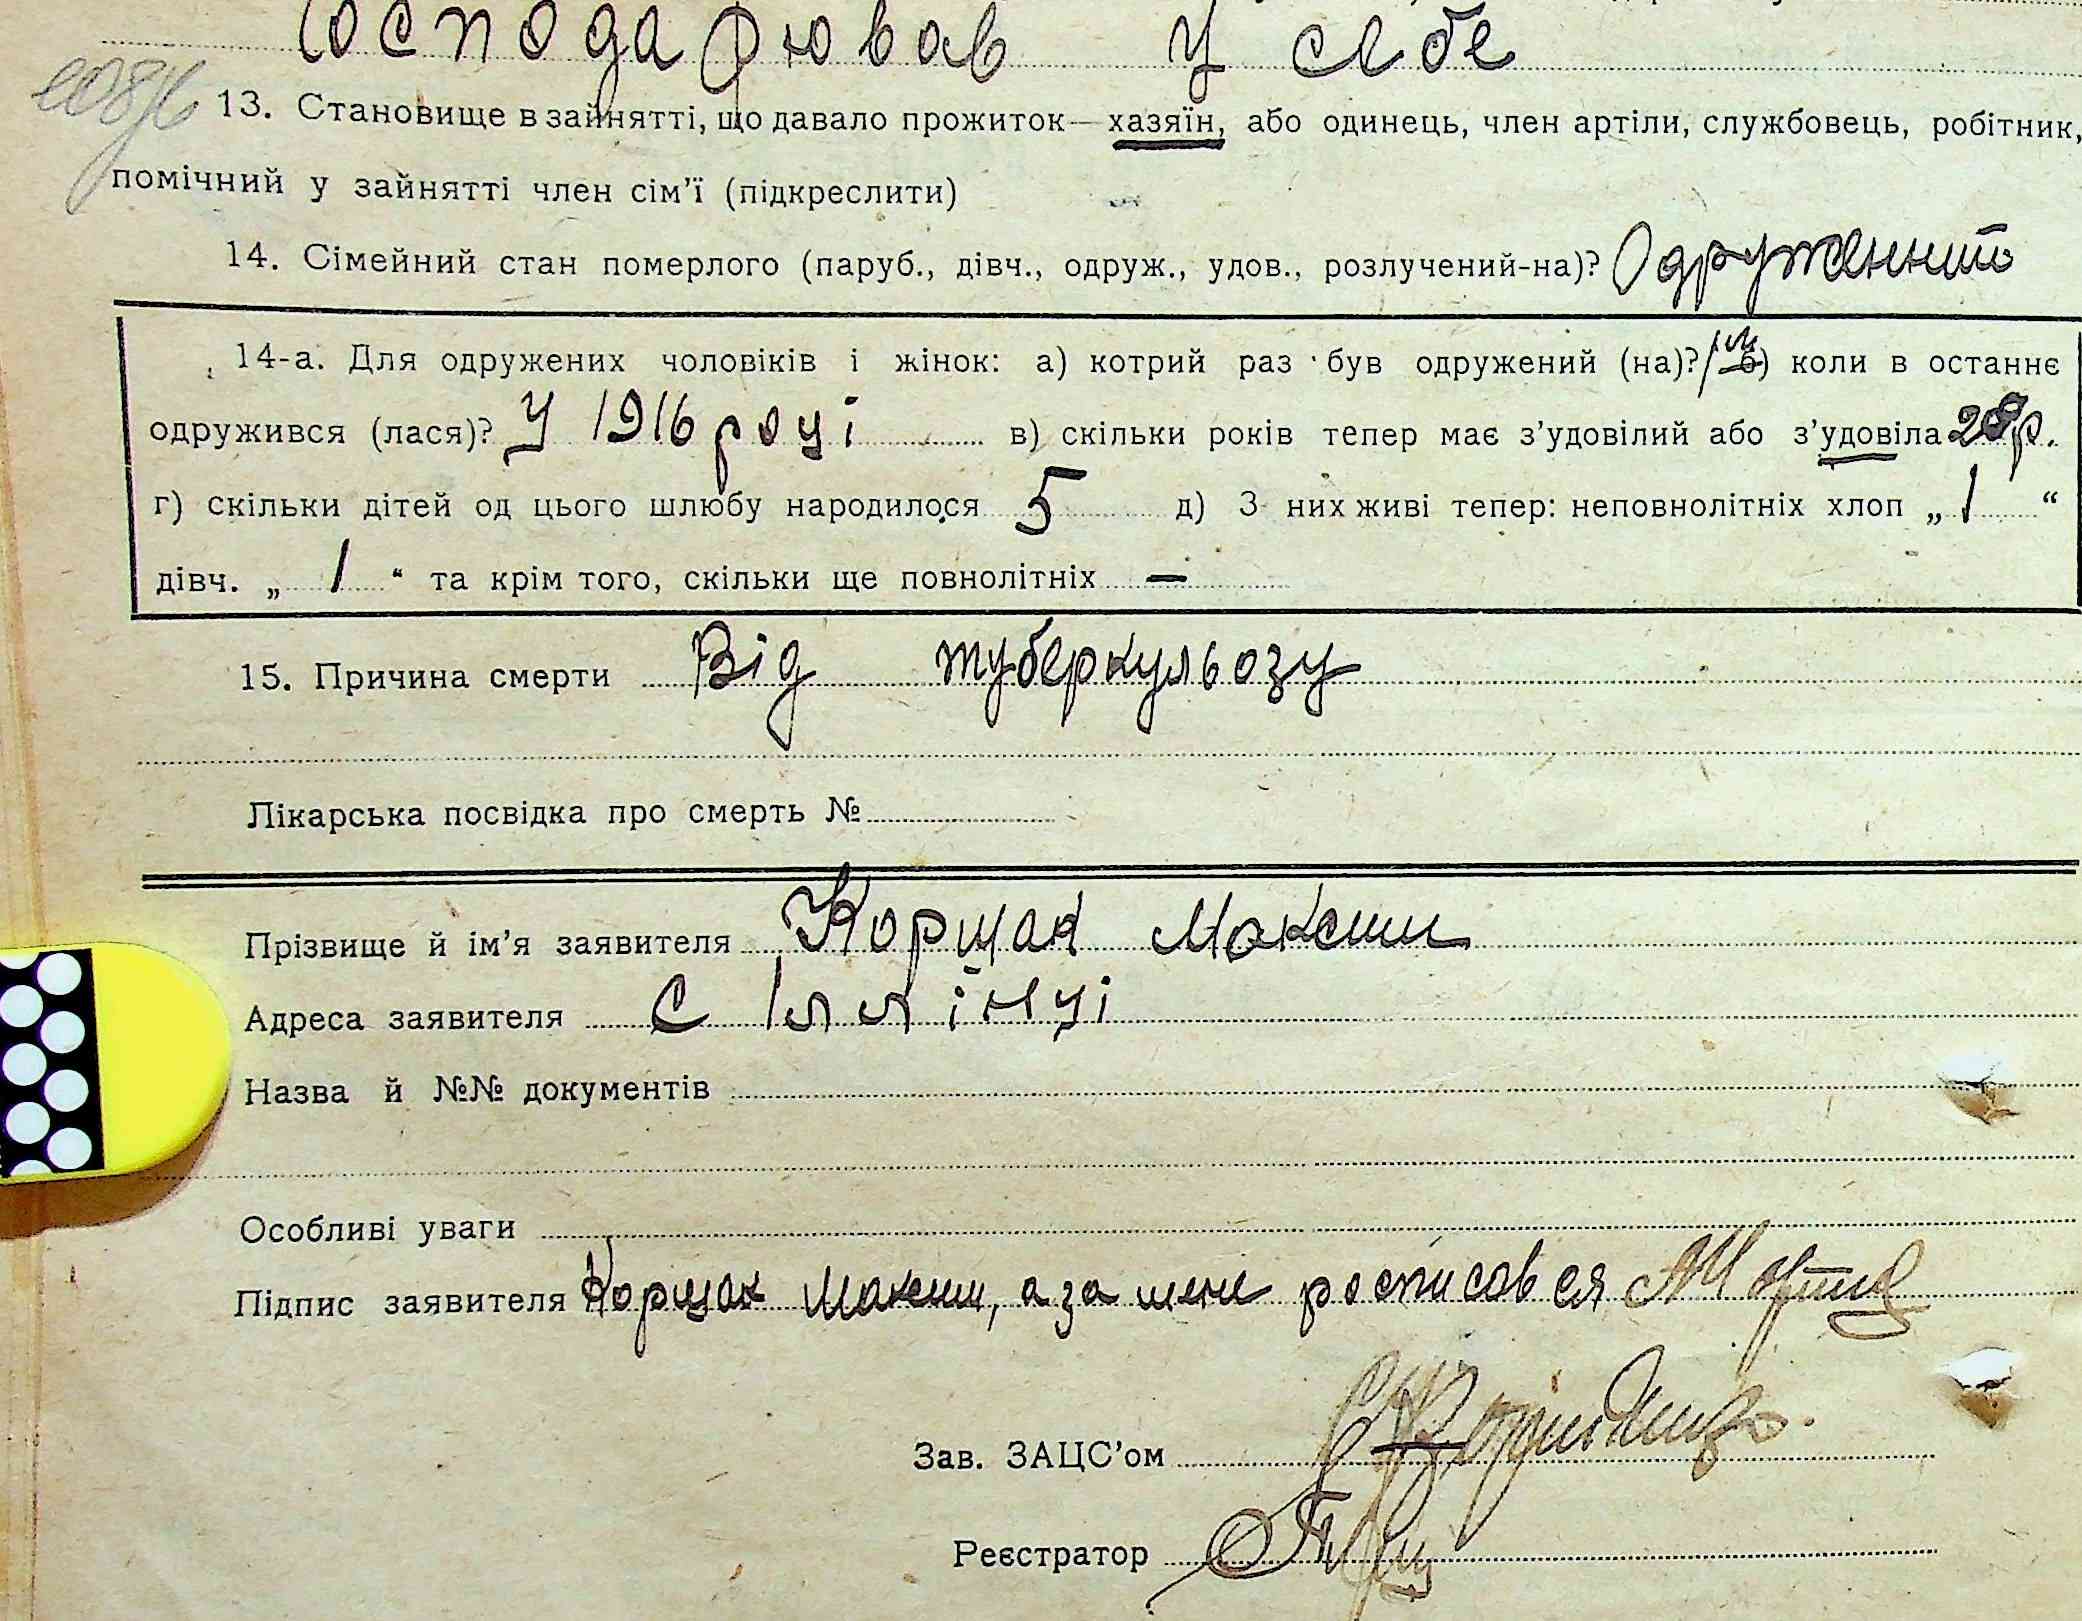 Господарював у себе
13. Становище в зайнятті, що давало прожиток — хазяїн, або одинець, член артіли, службовець, робітник,
помічний у зайнятті член сім'ї (підкреслити)
14. Сімейний стан померлого (паруб., дівч., одруж., удов., розлучений-на)? Одруженний
14-а. Для одружених чоловіків і жінок: а) котрий раз був одружений (на)? б) коли в останнє
одружився (лася)? У 1916 році в) скільки років тепер має з'удовілий або з'удовіла 28 р.
г) скільки дітей од цього шлюбу народилося 5 д) З них живі тепер: неповнолітніх хлоп „ 1 “
дівч. „ 1 “ та крім того, скільки ще повнолітніх —
15. Причина смерти Від туберкульозу
Лікарська посвідка про смерть №
Прізвище й ім'я заявителя Коршак Максим
Адреса заявителя с Іллінці
Назва й №№ документів
Особливі уваги
Підпис заявителя Коршак Максим, а за мене росписався
Зав. ЗАЦС'ом
Реєстратор